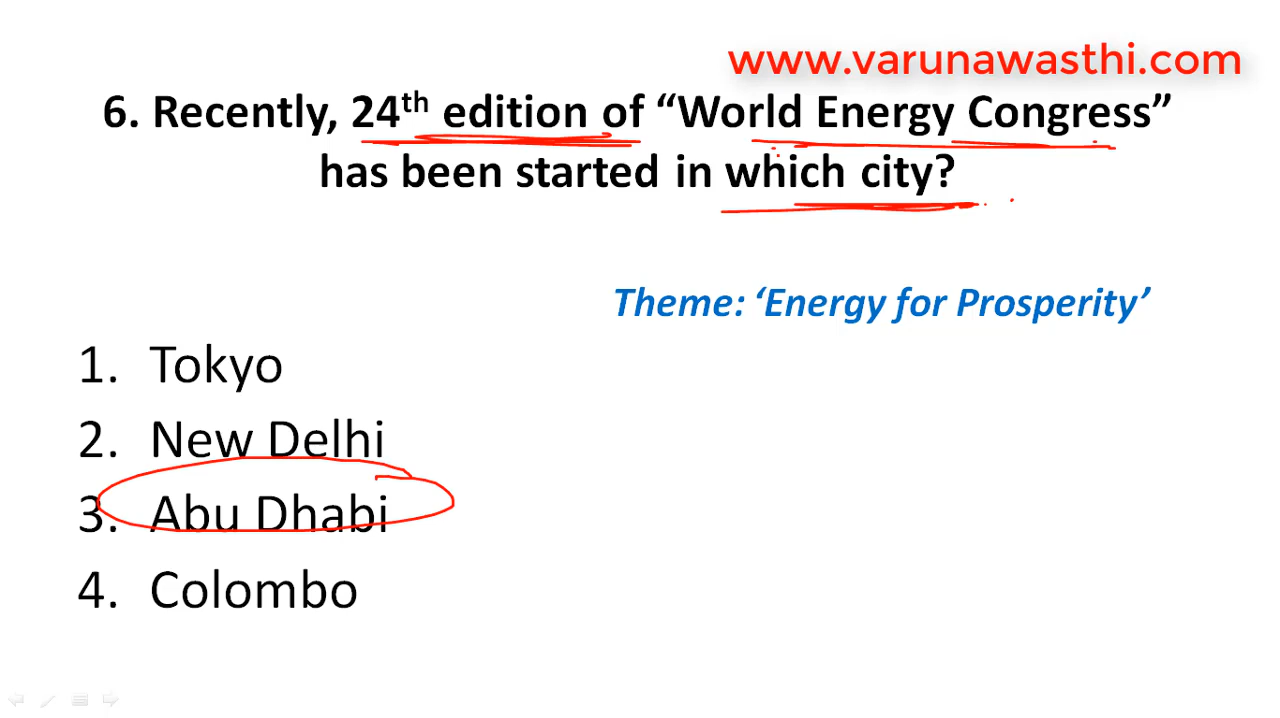 www.varunawasthi.com
6. Recently, 24th edition of “World Energy Congress”
has been started in which city?
Theme: ‘Energy for Prosperity’
1. Tokyo
2. New Delhi
3. Abu Dhabi
4. Colombo